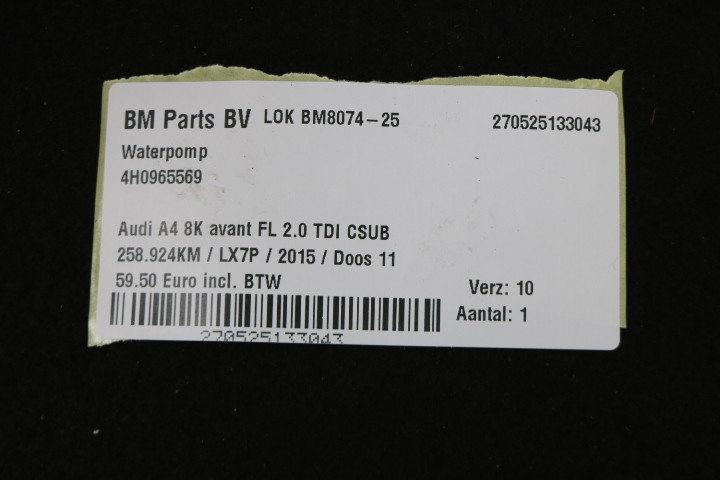 BM Parts BV LOK BM8074-25 270525133043
Waterpomp
4H0965569
Audi A4 8K avant FL 2.0 TDI CSUB
258.924KM / LX7P / 2015 / Doos 11
59.50 Euro incl. BTW Verz: 10
Aantal: 1
270525133043